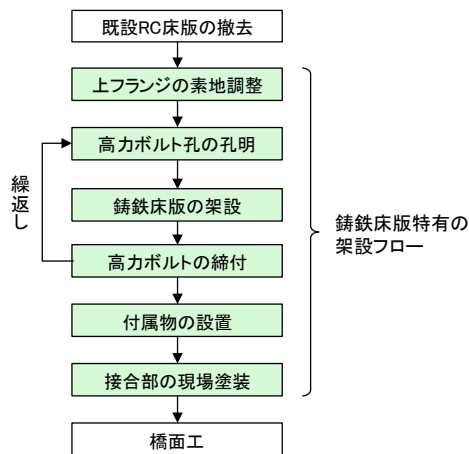 既設RC床版の撤去
上フランジの素地調整
高力ボルト孔の孔明
鋳鉄床版の架設
高力ボルトの締付
付属物の設置
接合部の現場塗装
橋面工
繰返し
鋳鉄床版特有の
架設フロー